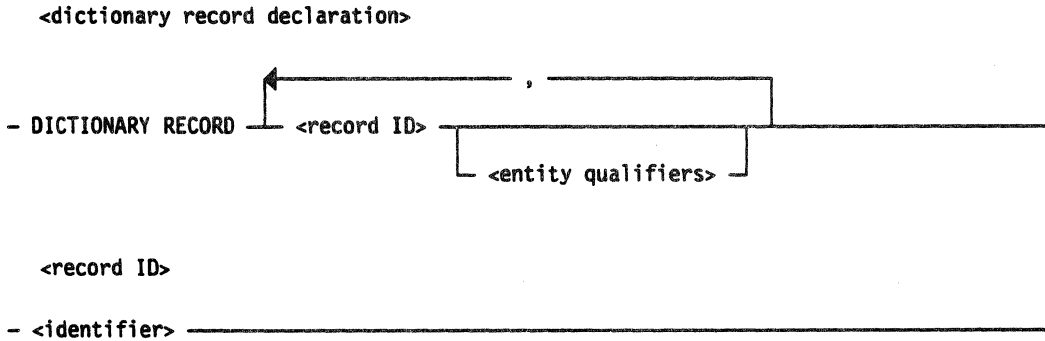 <dictionary record declaration>
,
– DICTIONARY RECORD <record ID>
<entity qualifiers>
<record ID>
– <identifier>